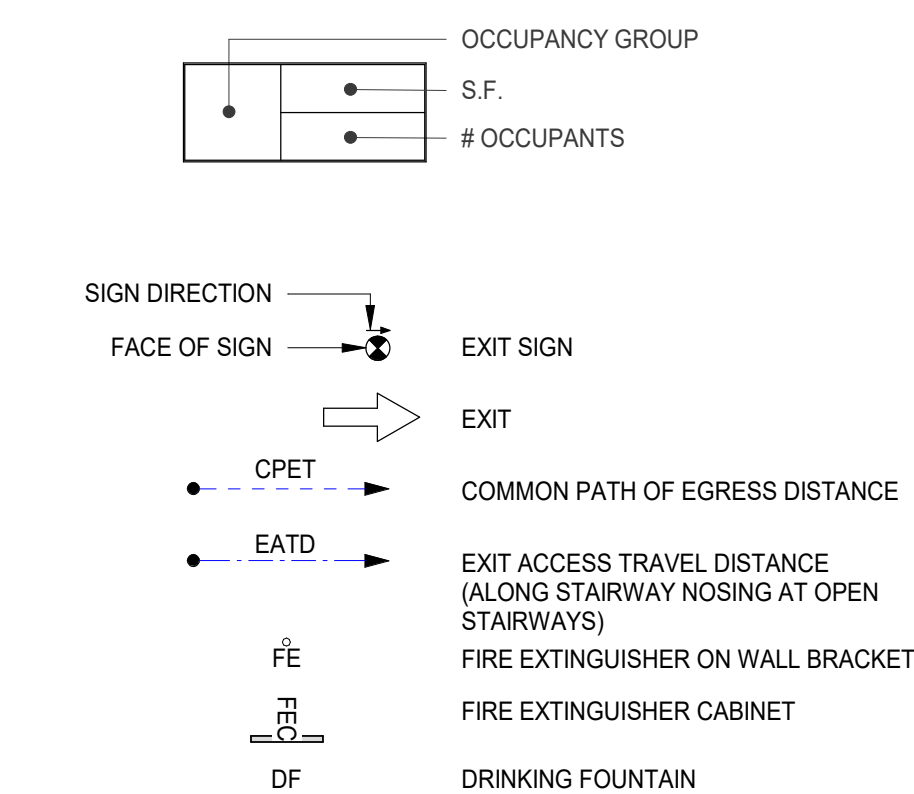 OCCUPANCY GROUP
S.F.
# OCCUPANTS
SIGN DIRECTION
FACE OF SIGN
EXIT SIGN
EXIT
CPET
COMMON PATH OF EGRESS DISTANCE
EATD
EXIT ACCESS TRAVEL DISTANCE
(ALONG STAIRWAY NOSING AT OPEN
STAIRWAYS)
FE
FIRE EXTINGUISHER ON WALL BRACKET
FEC
FIRE EXTINGUISHER CABINET
DF
DRINKING FOUNTAIN